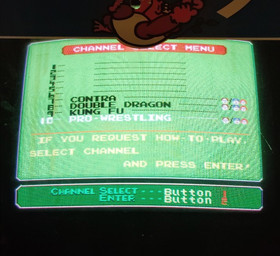 CHANNEL SELECT MENU
CONTRA
DOUBLE DRAGON
KUNG FU
10 PRO-WRESTLING
IF YOU REQUEST HOW-TO-PLAY,
SELECT CHANNEL
AND PRESS ENTER
CHANNEL SELECT---Button
ENTER---Button